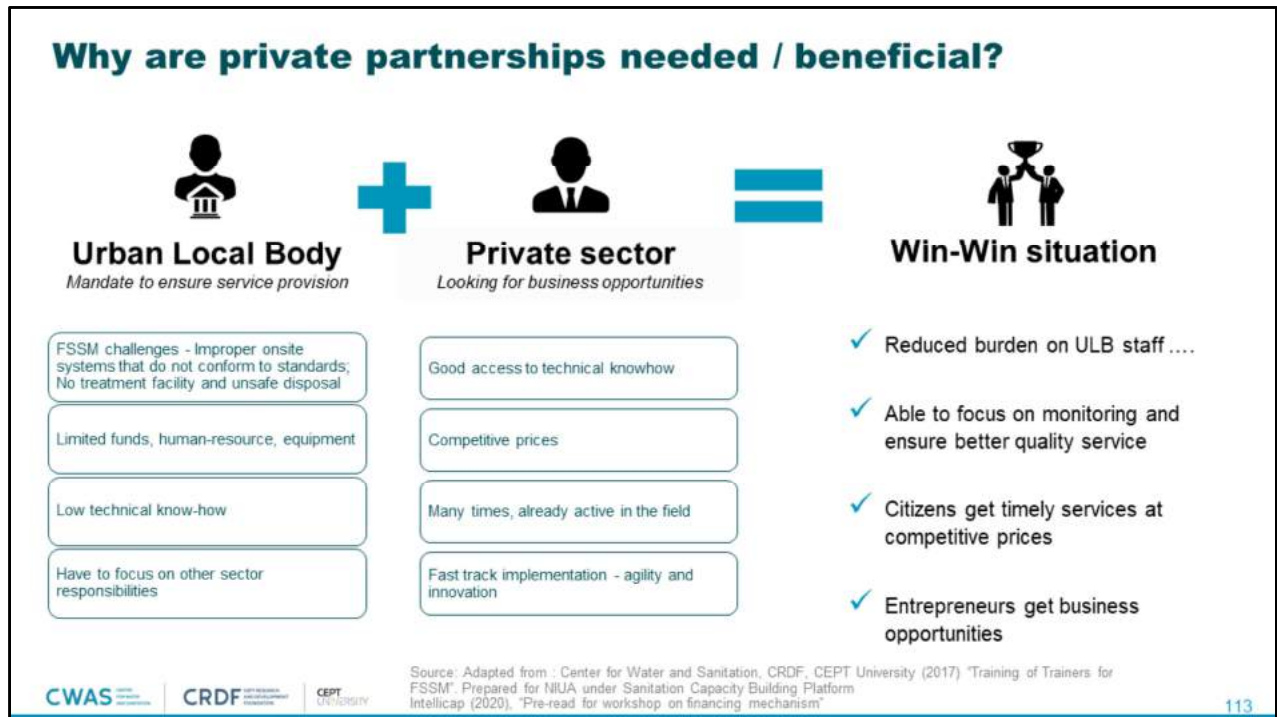 Why are private partnerships needed / beneficial?
Urban Local Body
Mandate to ensure service provision
FSSM challenges - Improper onsite
systems that do not conform to standards;
No treatment facility and unsafe disposal
Limited funds, human-resource, equipment
Low technical know-how
Have to focus on other sector
responsibilities
Private sector
Looking for business opportunities
Good access to technical knowhow
Competitive prices
Many times, already active in the field
Fast track implementation - agility and
innovation
Win-Win situation
Reduced burden on ULB staff ....
Able to focus on monitoring and
ensure better quality service
Citizens get timely services at
competitive prices
Entrepreneurs get business
opportunities
CWAS
CRDF
CEPT
UNIVERSITY
Source: Adapted from : Center for Water and Sanitation, CRDF, CEPT University (2017) "Training of Trainers for
FSSM". Prepared for NIUA under Sanitation Capacity Building Platform
Intellicap (2020), "Pre-read for workshop on financing mechanism"
113